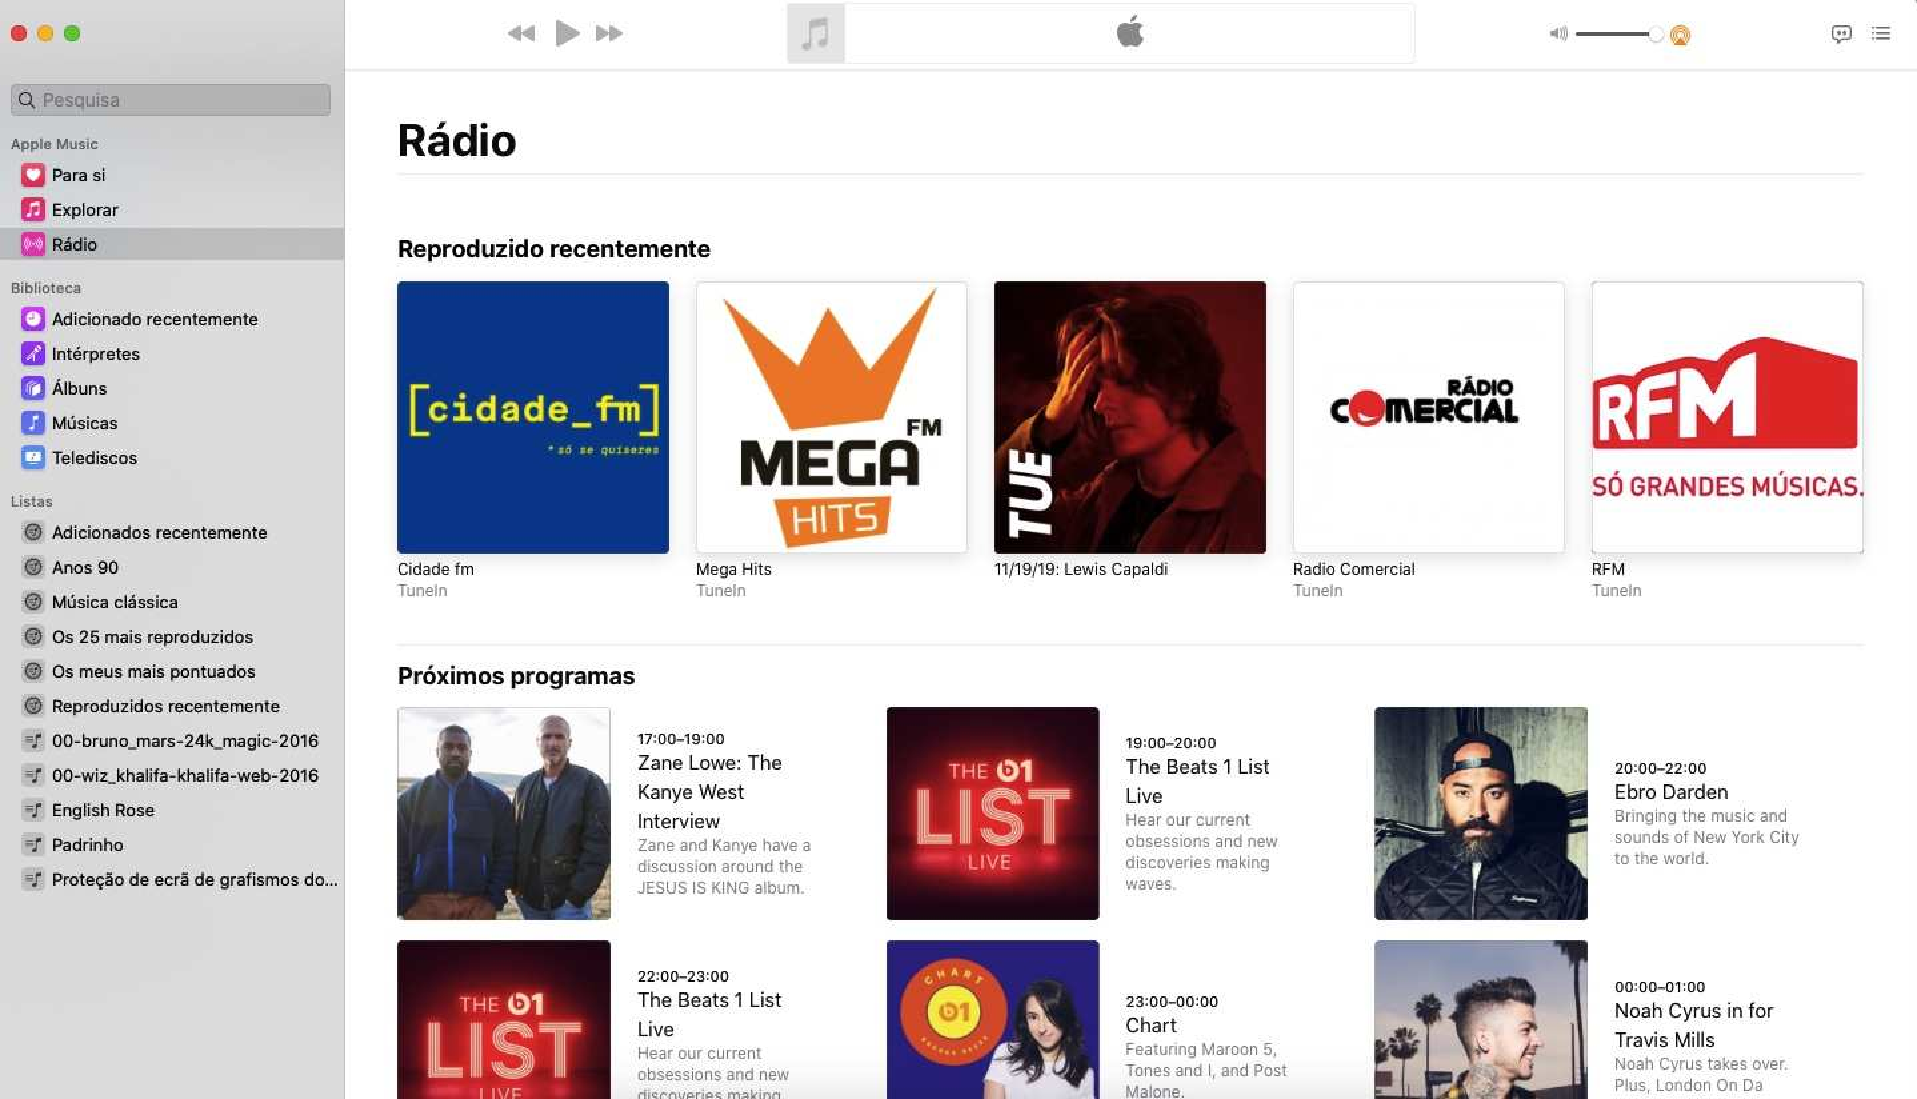 Pesquisa
Apple Music
Para si
Explorar
Rádio
Biblioteca
Adicionado recentemente
Intérpretes
Álbuns
Músicas
Telediscos
Listas
Adicionados recentemente
Anos 90
Música clássica
Os 25 mais reproduzidos
Os meus mais pontuados
Reproduzidos recentemente
00-bruno_mars-24k_magic-2016
00-wiz_khalifa-khalifa-web-2016
English Rose
Padrinho
Proteção de ecrã de grafismos do...
Rádio
Reproduzido recentemente
[cidade_fm]
* só se quiseres
Cidade fm
TuneIn
MEGA FM
HITS
Mega Hits
TuneIn
TUE
11/19/19: Lewis Capaldi
RÁDIO
COMERCIAL
Radio Comercial
TuneIn
RFM
SÓ GRANDES MÚSICAS.
RFM
TuneIn
Próximos programas
17:00–19:00
Zane Lowe: The
Kanye West
Interview
Zane and Kanye have a
discussion around the
JESUS IS KING album.
THE B1
LIST
LIVE
19:00–20:00
The Beats 1 List
Live
Hear our current
obsessions and new
discoveries making
waves.
20:00–22:00
Ebro Darden
Bringing the music and
sounds of New York City
to the world.
THE B1
LIST
LIVE
22:00–23:00
The Beats 1 List
Live
Hear our current
obsessions and new
discoveries making
CHART
B1
23:00–00:00
Chart
Featuring Maroon 5,
Tones and I, and Post
Malone.
00:00–01:00
Noah Cyrus in for
Travis Mills
Noah Cyrus takes over.
Plus, London On Da